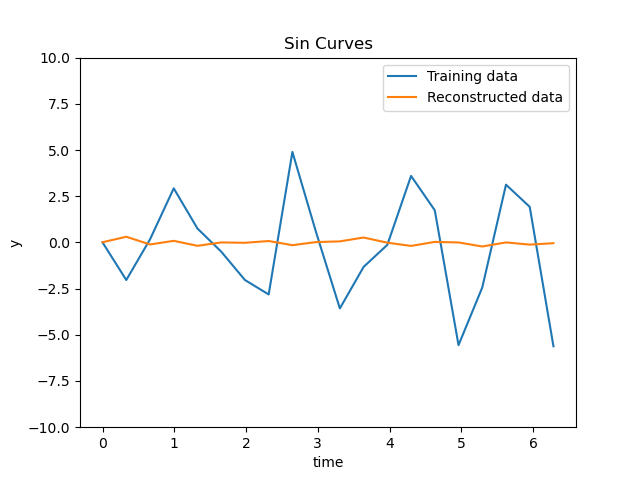 Sin Curves
10.0
7.5
5.0
2.5
0.0
−2.5
−5.0
−7.5
−10.0
y
Training data
Reconstructed data
0 1 2 3 4 5 6
time